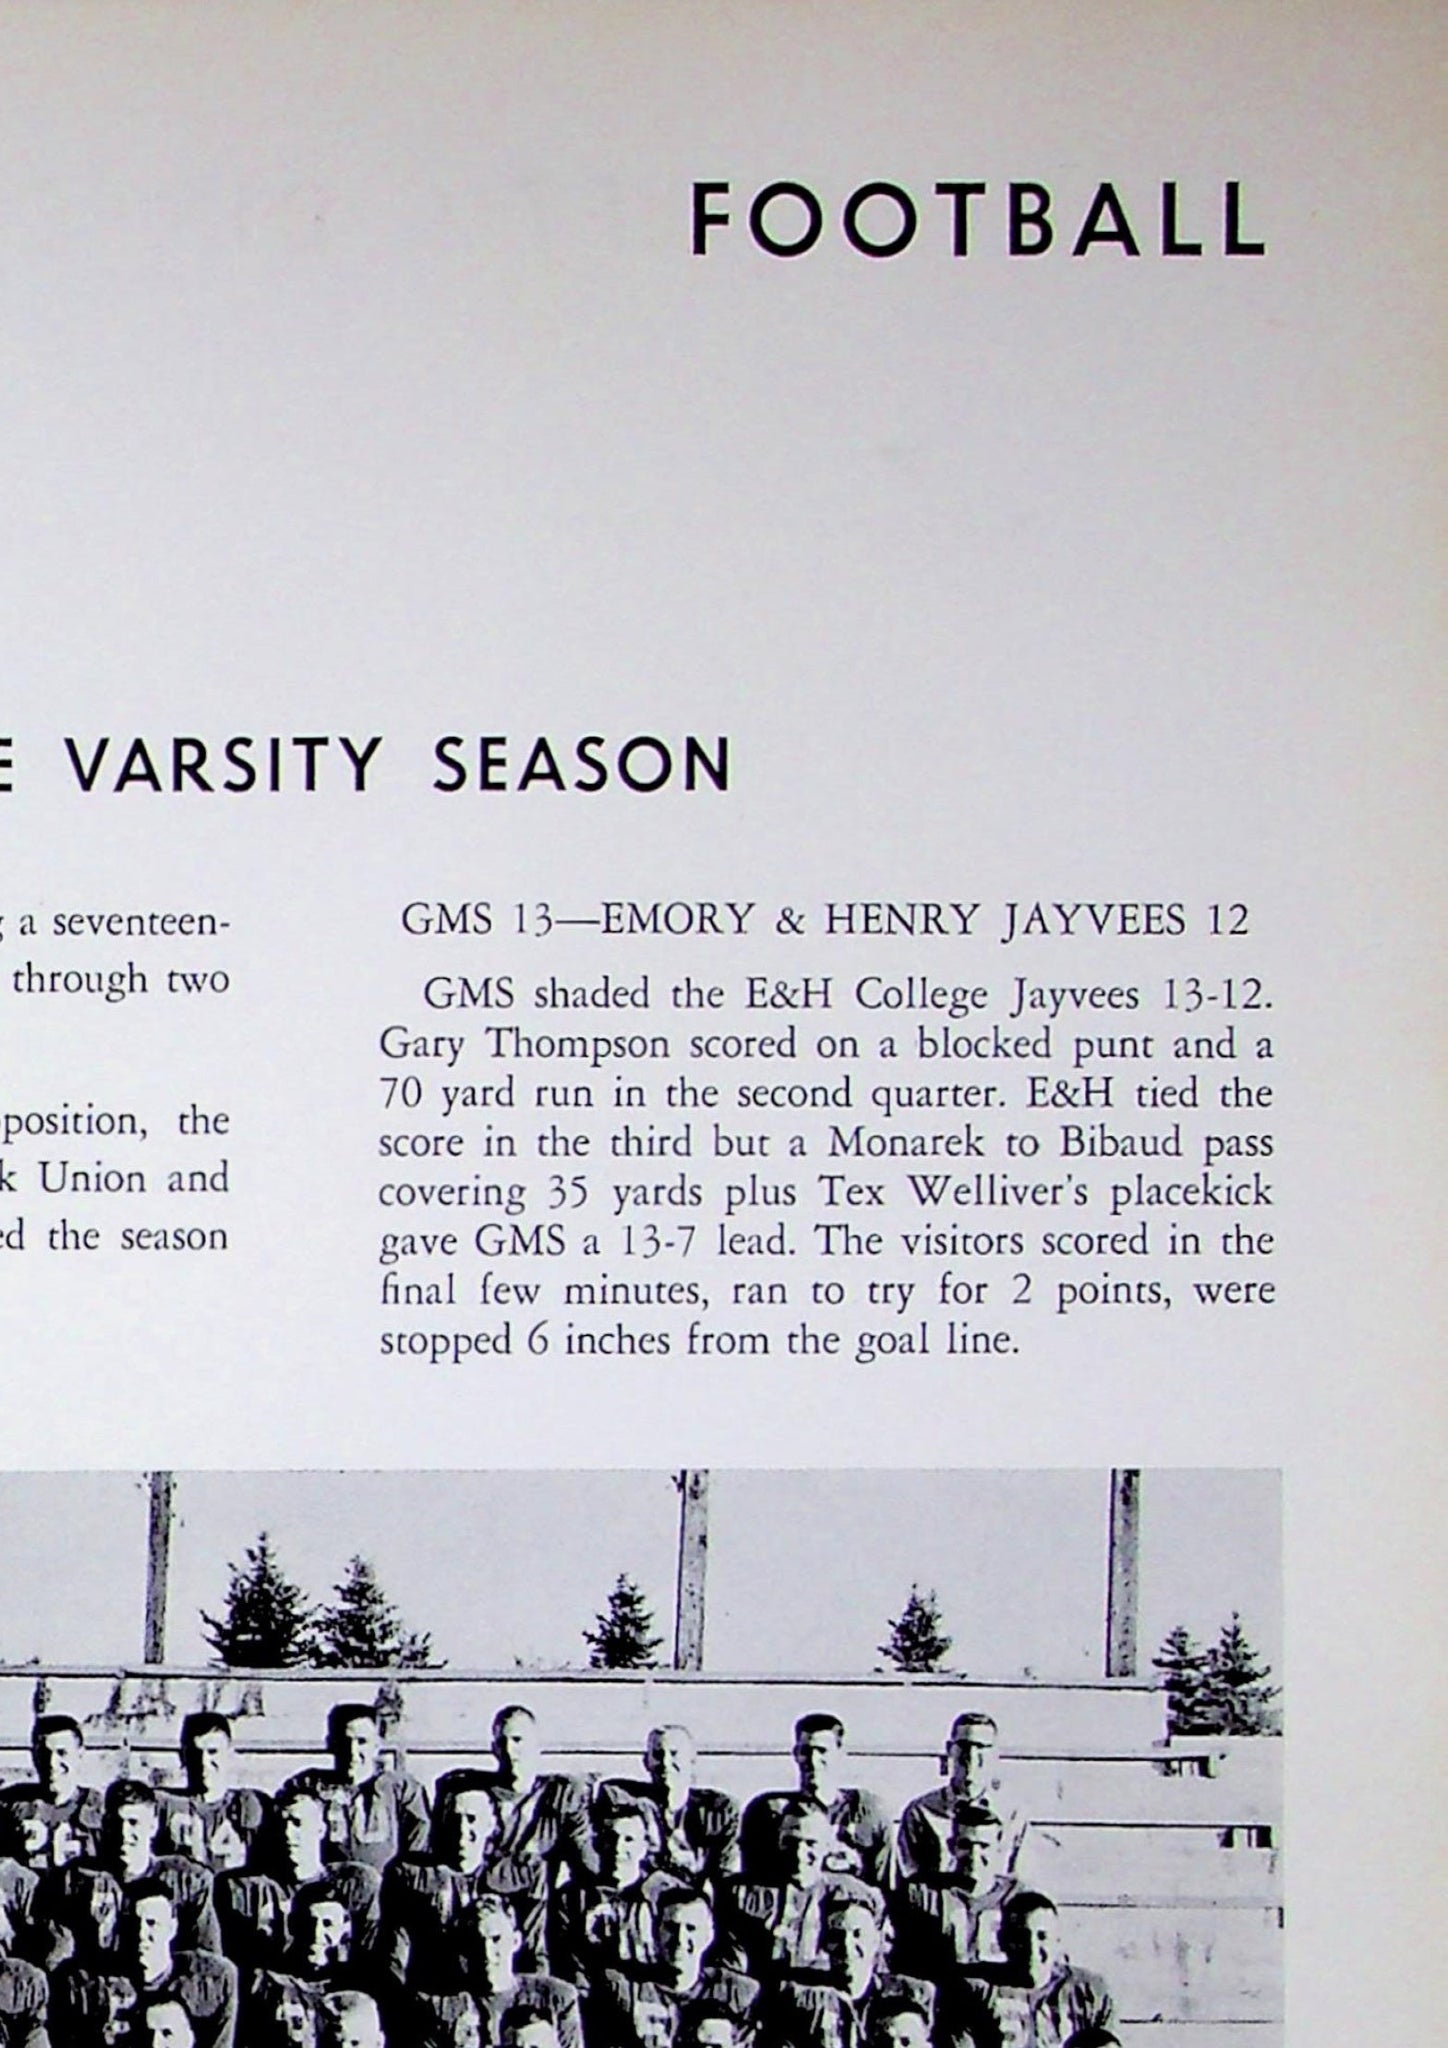 FOOTBALL
E VARSITY SEASON
a seventeen-
through two
position, the
k Union and
ed the season
GMS 13—EMORY & HENRY JAYVEES 12
GMS shaded the E&H College Jayvees 13-12.
Gary Thompson scored on a blocked punt and a
70 yard run in the second quarter. E&H tied the
score in the third but a Monarek to Bibaud pass
covering 35 yards plus Tex Welliver's placekick
gave GMS a 13-7 lead. The visitors scored in the
final few minutes, ran to try for 2 points, were
stopped 6 inches from the goal line.
26